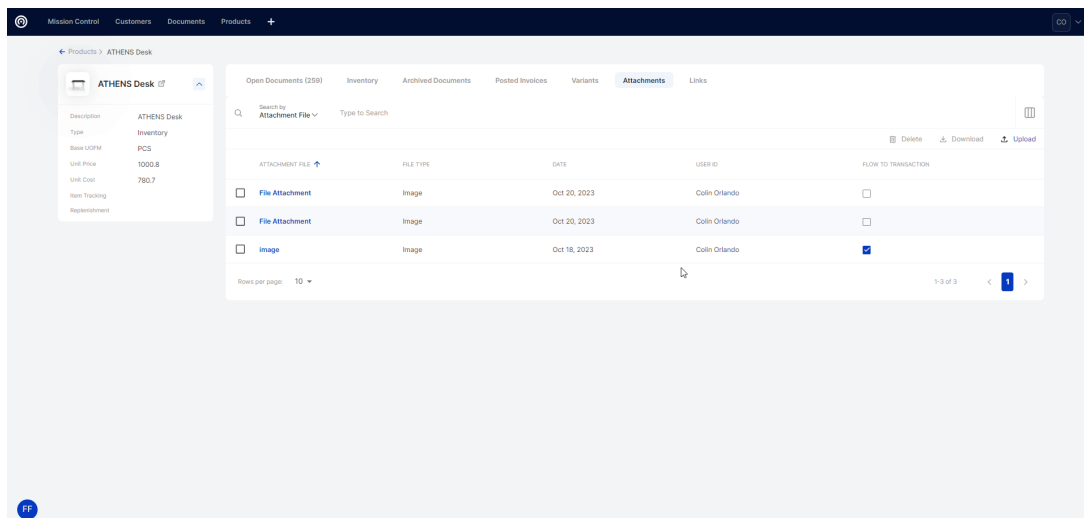 Mission Control Customers Documents Products +
CO
← Products > ATHENS Desk
ATHENS Desk
Description ATHENS Desk
Type Inventory
Base UOFM PCS
Unit Price 1000.8
Unit Cost 780.7
Item Tracking
Replenishment
Open Documents (259) Inventory Archived Documents Posted Invoices Variants Attachments Links
Search by
Attachment File Type to Search
Delete Download Upload
ATTACHMENT FILE FILE TYPE DATE USER ID FLOW TO TRANSACTION
File Attachment Image Oct 20, 2023 Colin Orlando
File Attachment Image Oct 20, 2023 Colin Orlando
image Image Oct 18, 2023 Colin Orlando
Rows per page: 10 1-3 of 3 < 1 >
FF